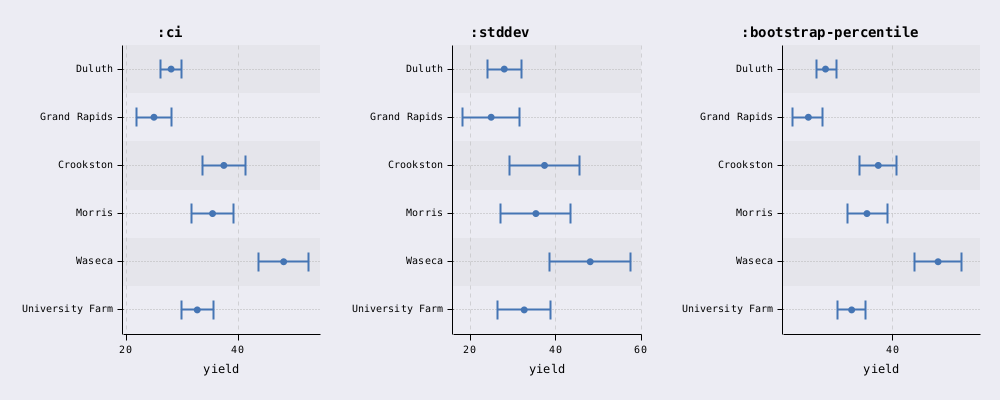 :ci
Duluth
Grand Rapids
Crookston
Morris
Waseca
University Farm
20 40
yield
:stddev
Duluth
Grand Rapids
Crookston
Morris
Waseca
University Farm
20 40 60
yield
:bootstrap-percentile
Duluth
Grand Rapids
Crookston
Morris
Waseca
University Farm
40
yield